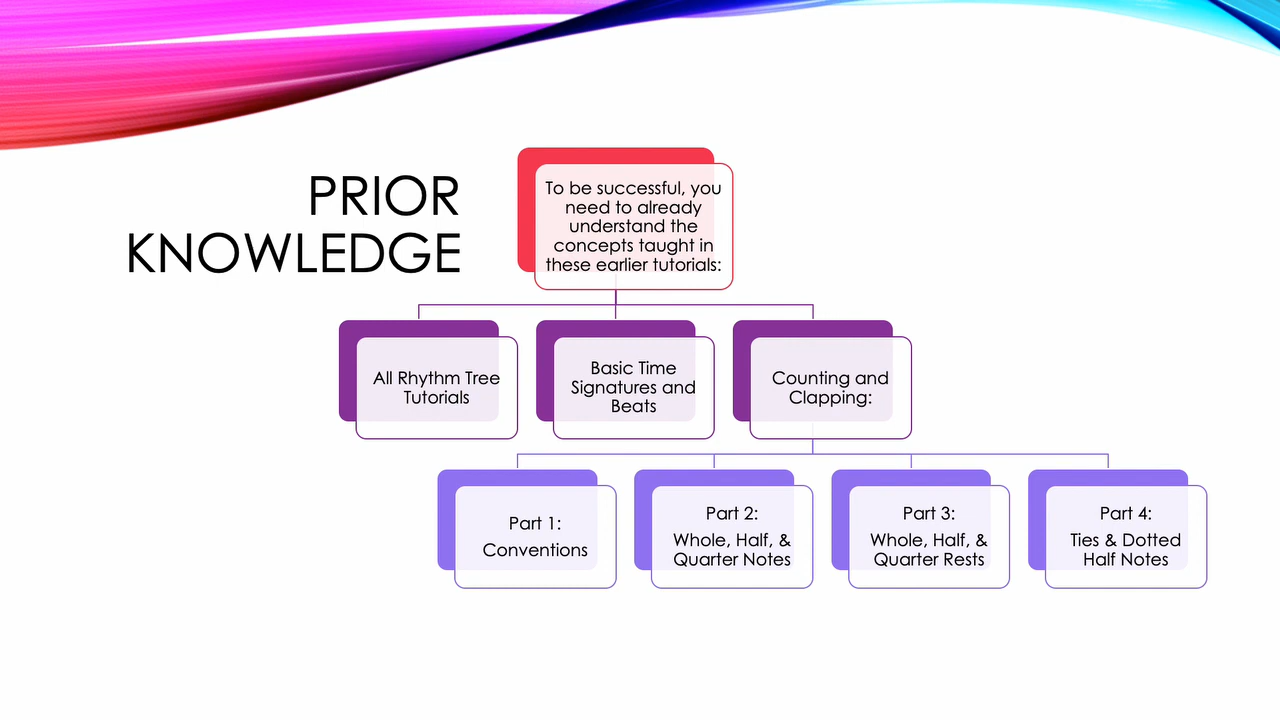 PRIOR
KNOWLEDGE
To be successful, you
need to already
understand the
concepts taught in
these earlier tutorials:
All Rhythm Tree
Tutorials
Basic Time
Signatures and
Beats
Counting and
Clapping:
Part 1:
Conventions
Part 2:
Whole, Half, &
Quarter Notes
Part 3:
Whole, Half, &
Quarter Rests
Part 4:
Ties & Dotted
Half Notes